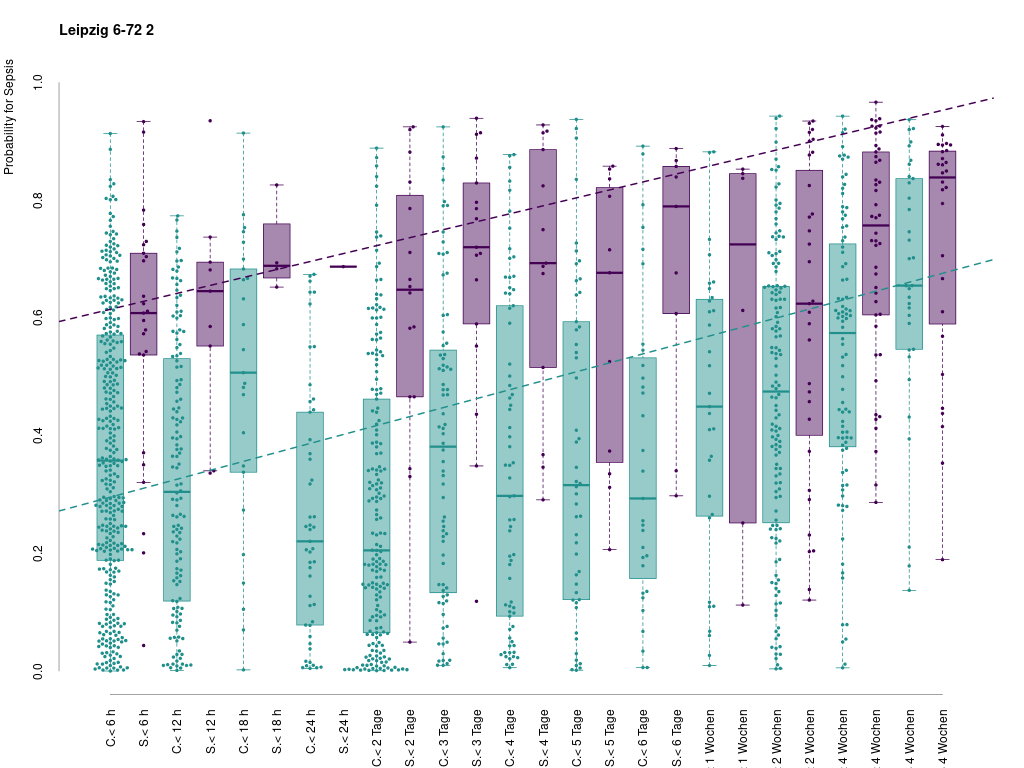 Leipzig 6-72 2
Probability for Sepsis
1.0
0.8
0.6
0.4
0.2
0.0
C.< 6 h
S.< 6 h
C.< 12 h
S.< 12 h
C.< 18 h
S.< 18 h
C.< 24 h
S.< 24 h
C.< 2 Tage
S.< 2 Tage
C.< 3 Tage
S.< 3 Tage
C.< 4 Tage
S.< 4 Tage
C.< 5 Tage
S.< 5 Tage
C.< 6 Tage
S.< 6 Tage
1 Wochen
1 Wochen
2 Wochen
2 Wochen
4 Wochen
4 Wochen
4 Wochen
4 Wochen